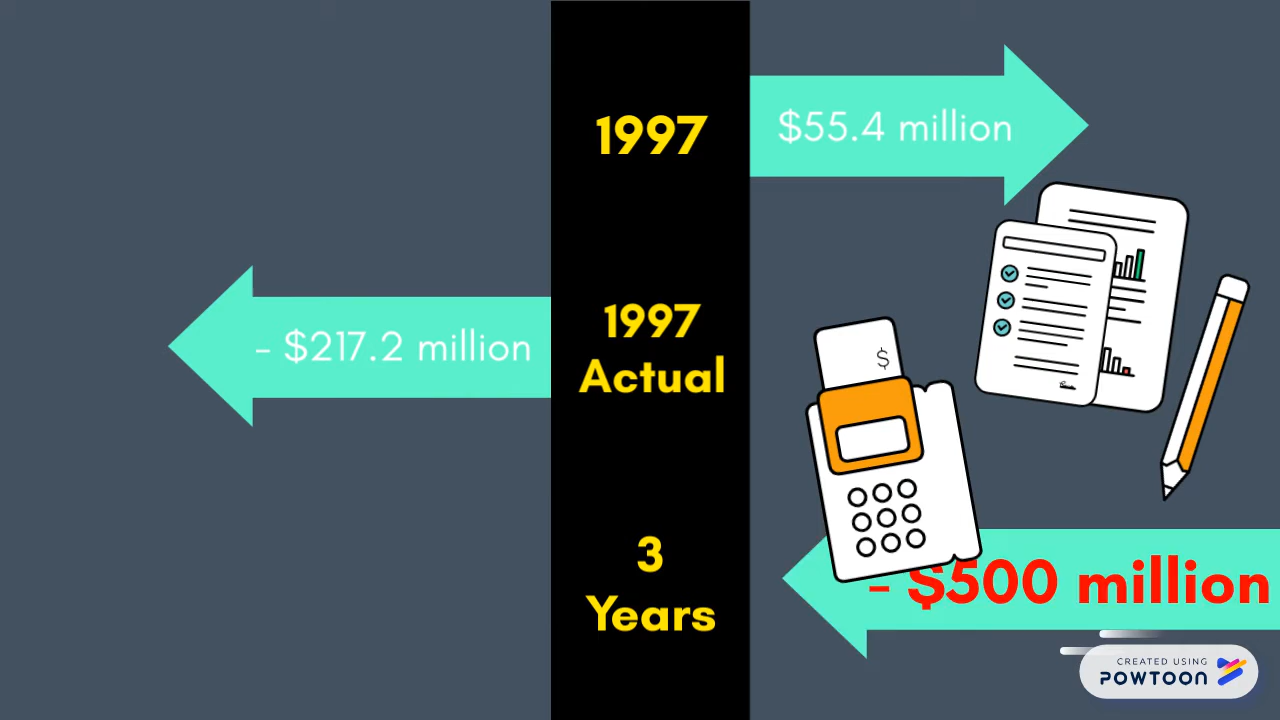 1997
$55.4 million
- $217.2 million
1997
Actual
$
3
Years
- $500 million
CREATED USING
POWTOON